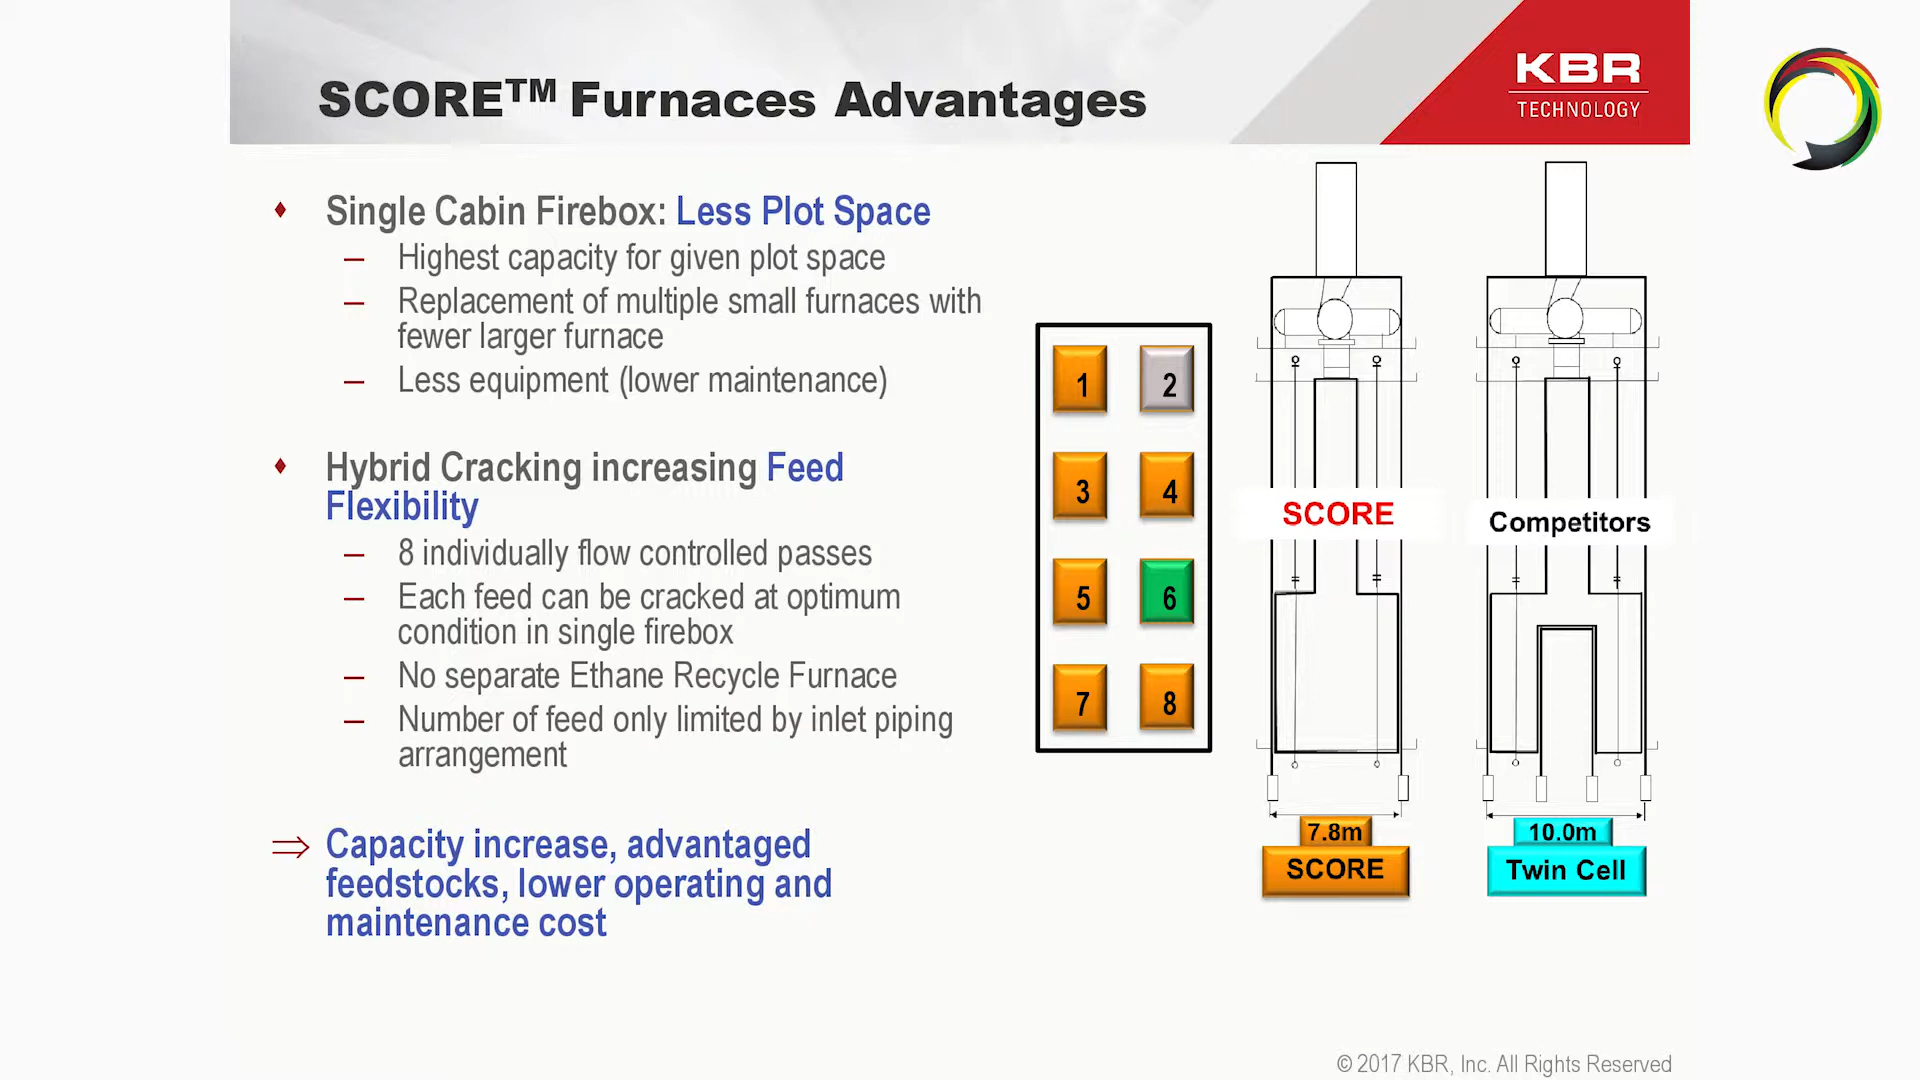 SCORE™ Furnaces Advantages
KBR
TECHNOLOGY
Single Cabin Firebox: Less Plot Space
– Highest capacity for given plot space
– Replacement of multiple small furnaces with
fewer larger furnace
– Less equipment (lower maintenance)
Hybrid Cracking increasing Feed
Flexibility
– 8 individually flow controlled passes
– Each feed can be cracked at optimum
condition in single firebox
– No separate Ethane Recycle Furnace
– Number of feed only limited by inlet piping
arrangement
⇒ Capacity increase, advantaged
feedstocks, lower operating and
maintenance cost
1 2
3 4
5 6
7 8
SCORE
Competitors
7.8m
SCORE
10.0m
Twin Cell
© 2017 KBR, Inc. All Rights Reserved